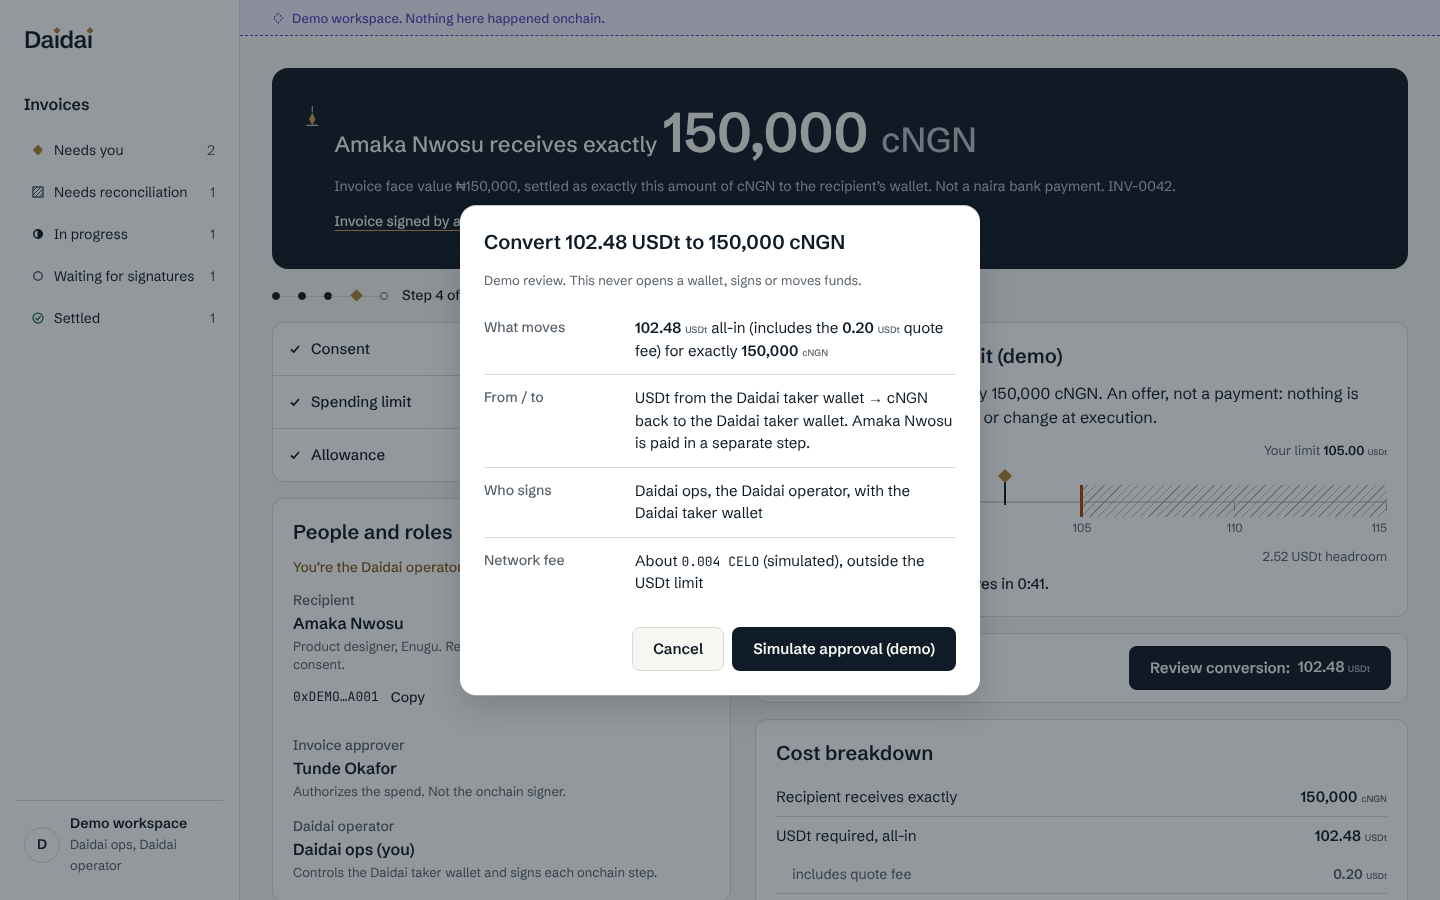 Daidai
Invoices
Needs you 2
Needs reconciliation 1
In progress 1
Waiting for signatures 1
Settled 1
D
Demo workspace
Daidai ops, Daidai
operator
Demo workspace. Nothing here happened onchain.
Amaka Nwosu receives exactly 150,000 cNGN
Invoice face value ₦150,000, settled as exactly this amount of cNGN to the recipient's wallet. Not a naira bank payment. INV-0042.
Invoice signed by
Step 4 of
Consent
Spending limit
Allowance
People and roles
You're the Daidai operator
Recipient
Amaka Nwosu
Product designer, Enugu.
consent.
0xDEMO…A001 Copy
Invoice approver
Tunde Okafor
Authorizes the spend. Not the onchain signer.
Daidai operator
Daidai ops (you)
Controls the Daidai taker wallet and signs each onchain step.
Convert 102.48 USDt to 150,000 cNGN
Demo review. This never opens a wallet, signs or moves funds.
What moves
102.48 USDt all-in (includes the 0.20 USDt quote
fee) for exactly 150,000 cNGN
From / to
USDt from the Daidai taker wallet → cNGN
back to the Daidai taker wallet. Amaka Nwosu
is paid in a separate step.
Who signs
Daidai ops, the Daidai operator, with the
Daidai taker wallet
Network fee
About 0.004 CELO (simulated), outside the
USDt limit
Cancel
Simulate approval (demo)
(demo)
150,000 cNGN. An offer, not a payment: nothing is
or change at execution.
Your limit 105.00 USDt
105 110 115
2.52 USDt headroom
in 0:41.
Review conversion: 102.48 USDt
Cost breakdown
Recipient receives exactly 150,000 cNGN
USDt required, all-in 102.48 USDt
includes quote fee 0.20 USDt